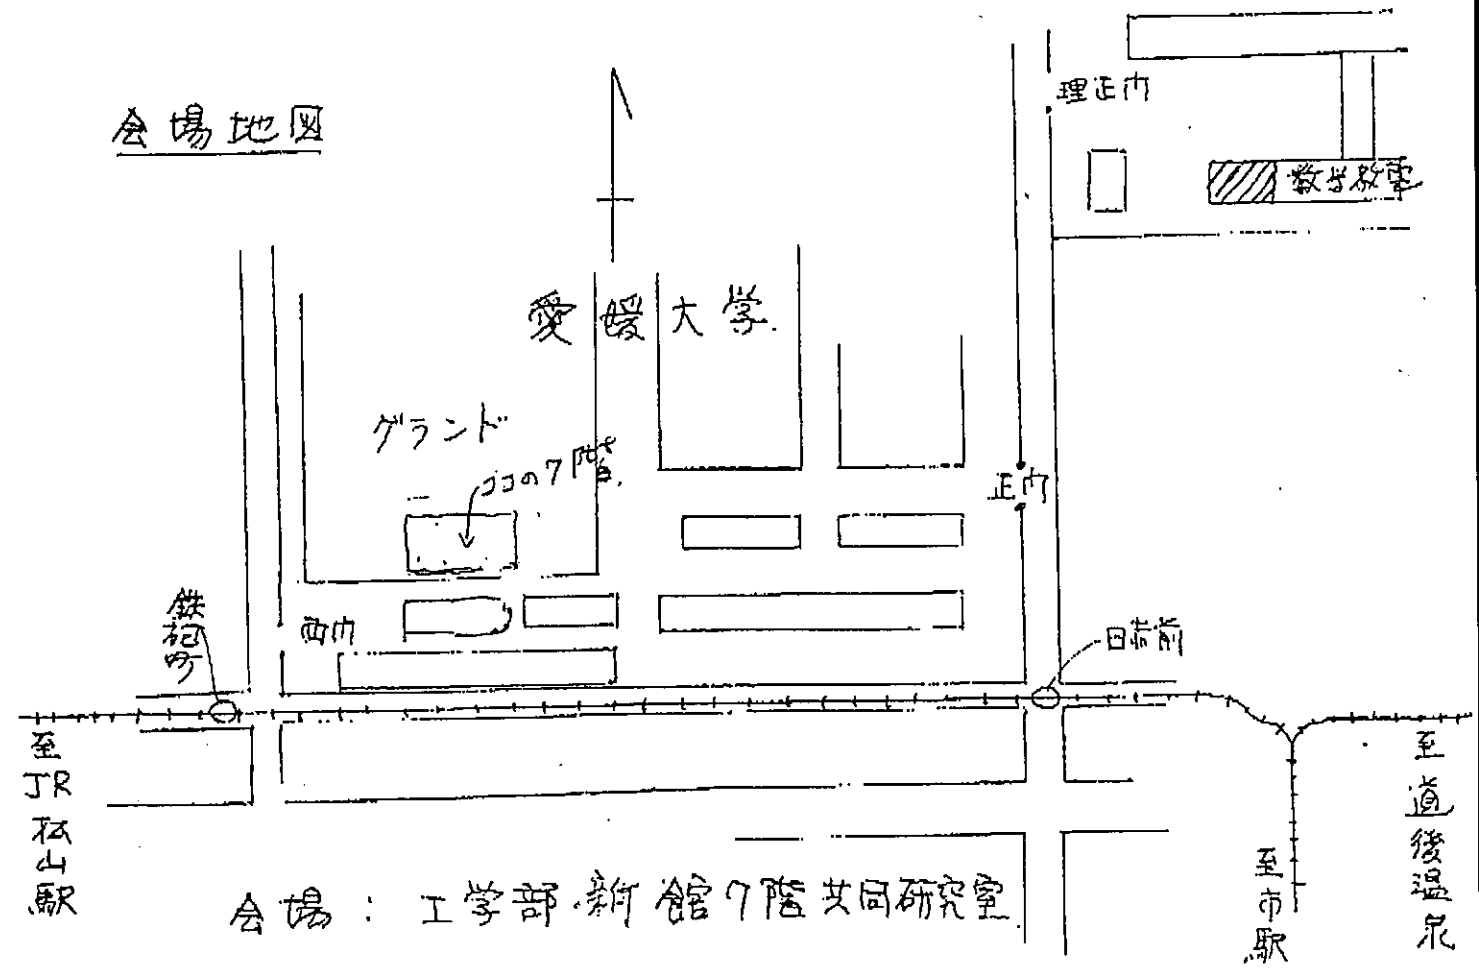 会場地図
理正門
数学教室
愛媛大学
グランド
ココの7階
正門
鉄砲町
西門
日赤前
至JR松山駅
至道後温泉
至市駅
会場：工学部新館7階共同研究室